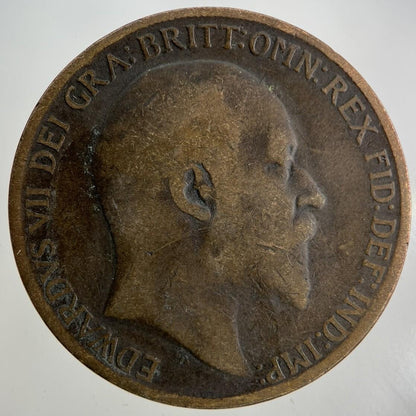 EDWARDVS VII DEI GRA: BRITT: OMN: REX FID: DEF: IND: IMP: